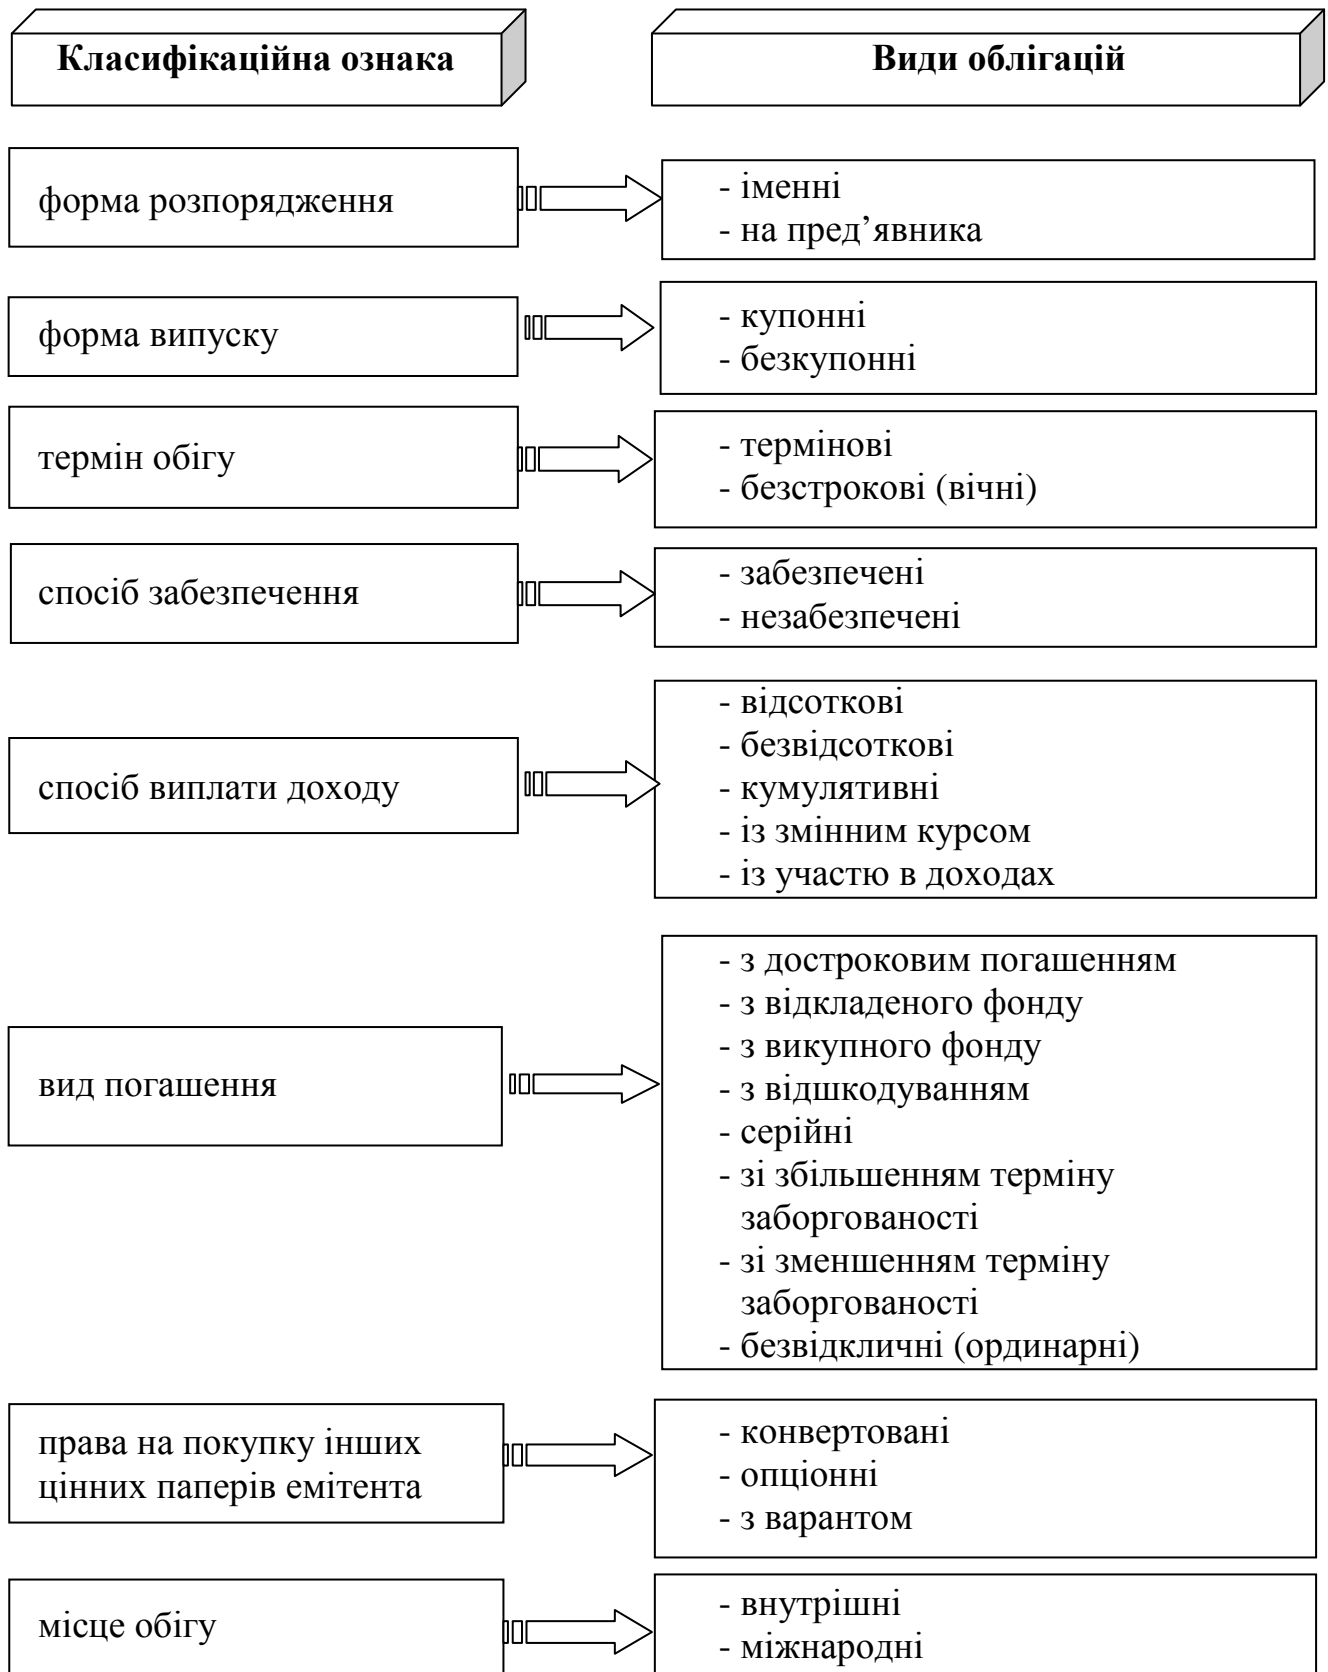 Класифікаційна ознака
Види облігацій
форма розпорядження
- іменні
- на пред’явника
форма випуску
- купонні
- безкупонні
термін обігу
- термінові
- безстрокові (вічні)
спосіб забезпечення
- забезпечені
- незабезпечені
спосіб виплати доходу
- відсоткові
- безвідсоткові
- кумулятивні
- із змінним курсом
- із участю в доходах
вид погашення
- з достроковим погашенням
- з відкладеного фонду
- з викупного фонду
- з відшкодуванням
- серійні
- зі збільшенням терміну
заборгованості
- зі зменшенням терміну
заборгованості
- безвідкличні (ординарні)
права на покупку інших
цінних паперів емітента
- конвертовані
- опціонні
- з варантом
місце обігу
- внутрішні
- міжнародні